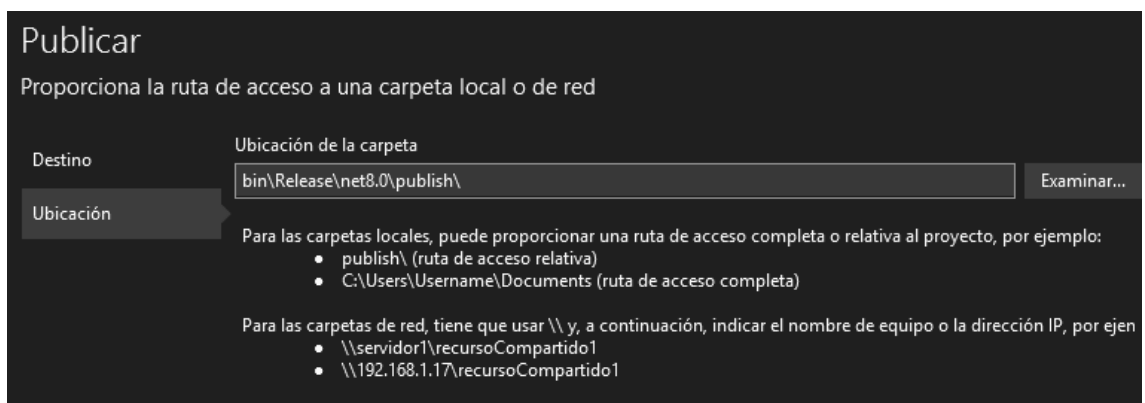 Publicar
Proporciona la ruta de acceso a una carpeta local o de red
Destino
Ubicación
Ubicación de la carpeta
bin\Release\net8.0\publish\
Examinar...
Para las carpetas locales, puede proporcionar una ruta de acceso completa o relativa al proyecto, por ejemplo:
● publish\ (ruta de acceso relativa)
● C:\Users\Username\Documents (ruta de acceso completa)
Para las carpetas de red, tiene que usar \\ y, a continuación, indicar el nombre de equipo o la dirección IP, por ejen
● \\servidor1\recursoCompartido1
● \\192.168.1.17\recursoCompartido1